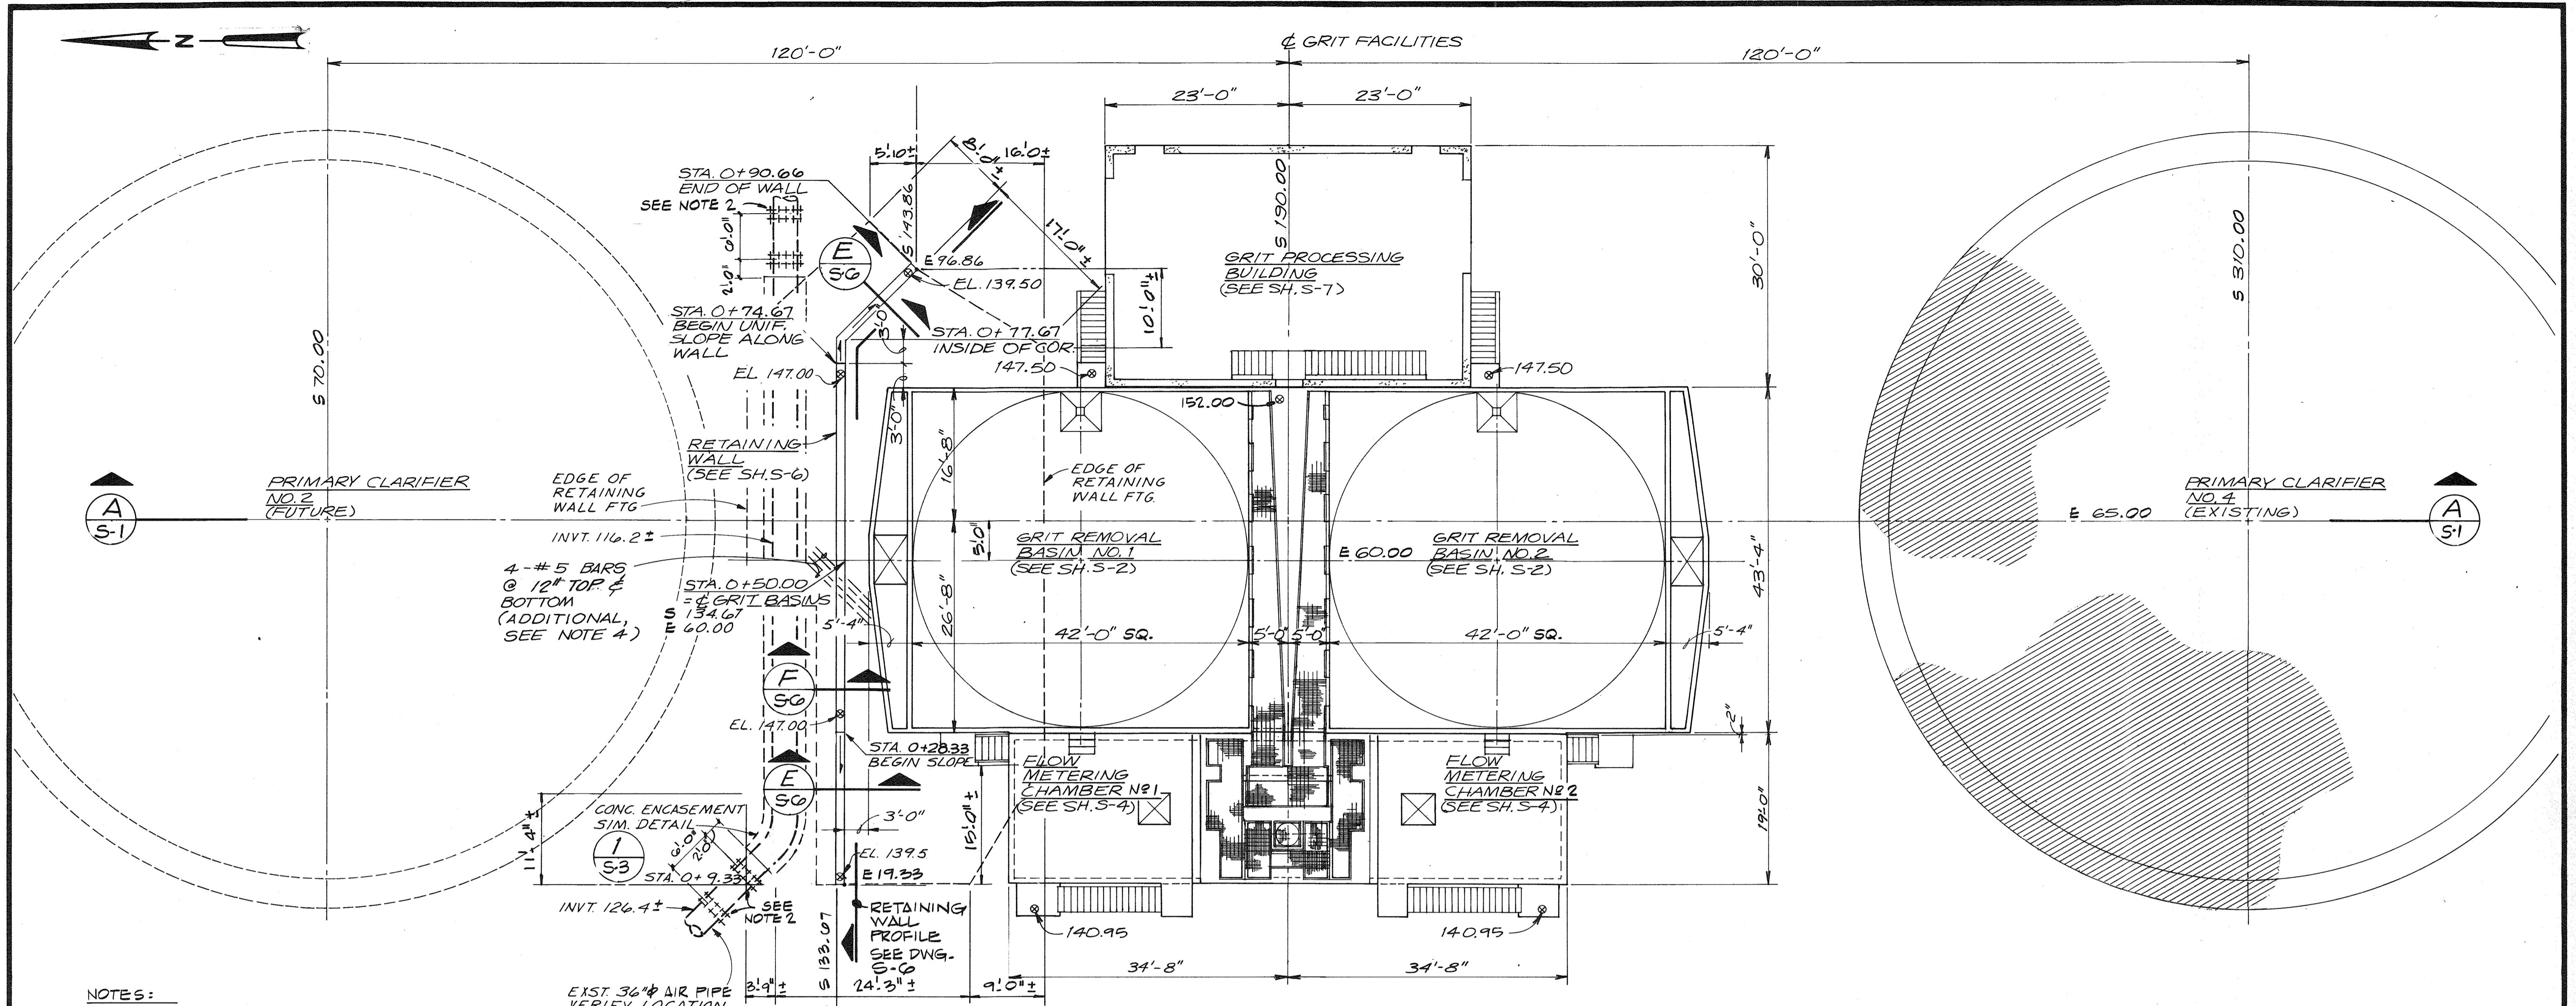 N
120'-0"
℄ GRIT FACILITIES
120'-0"
23'-0"
23'-0"
5'-10"±
8'-0"±
16'-0"±
STA. 0+90.66
END OF WALL
SEE NOTE 2
6'-0"
2'-0"
E
S-6
S 143.86
E 96.86
EL. 139.50
17'-0"±
10'-0"±
S 190.00
GRIT PROCESSING
BUILDING
(SEE SH. S-7)
30'-0"
S 310.00
S 70.00
STA. 0+74.67
BEGIN UNIF.
SLOPE ALONG
WALL
3'-0"
STA. 0+77.67
INSIDE OF COR.
EL. 147.00
147.50
147.50
152.00
3'-0"
16'-8"
RETAINING
WALL
(SEE SH. S-6)
EDGE OF
RETAINING
WALL FTG.
A
S-1
PRIMARY CLARIFIER
NO. 2
(FUTURE)
EDGE OF
RETAINING
WALL FTG
INVT. 116.2±
5'-0"
GRIT REMOVAL
BASIN NO. 1
(SEE SH. S-2)
E 60.00
GRIT REMOVAL
BASIN NO. 2
(SEE SH. S-2)
43'-4"
E 65.00
PRIMARY CLARIFIER
NO. 4
(EXISTING)
A
S-1
4-#5 BARS
@ 12" TOP &
BOTTOM
(ADDITIONAL,
SEE NOTE 4)
STA. 0+50.00
= ℄ GRIT BASINS
S 134.67
E 60.00
5'-4"
26'-8"
42'-0" SQ.
5'-0"
5'-0"
42'-0" SQ.
5'-4"
F
S-6
EL. 147.00
STA. 0+28.33
BEGIN SLOPE
2"
E
S-6
FLOW
METERING
CHAMBER Nº 1
(SEE SH. S-4)
FLOW
METERING
CHAMBER Nº 2
(SEE SH. S-4)
19'-0"
11'-4"±
CONC. ENCASEMENT
SIM. DETAIL
1
S-3
6'-0"
2'-0"
3'-0"
15'-0"±
STA. 0+9.33
EL. 139.5
E 19.33
INVT. 126.4±
SEE
NOTE 2
S 133.67
RETAINING
WALL
PROFILE
SEE DWG.
S-6
140.95
140.95
34'-8"
34'-8"
NOTES:
EXST. 36"φ AIR PIPE
VERIFY LOCATION
3'-9"±
24'-3"±
9'-0"±